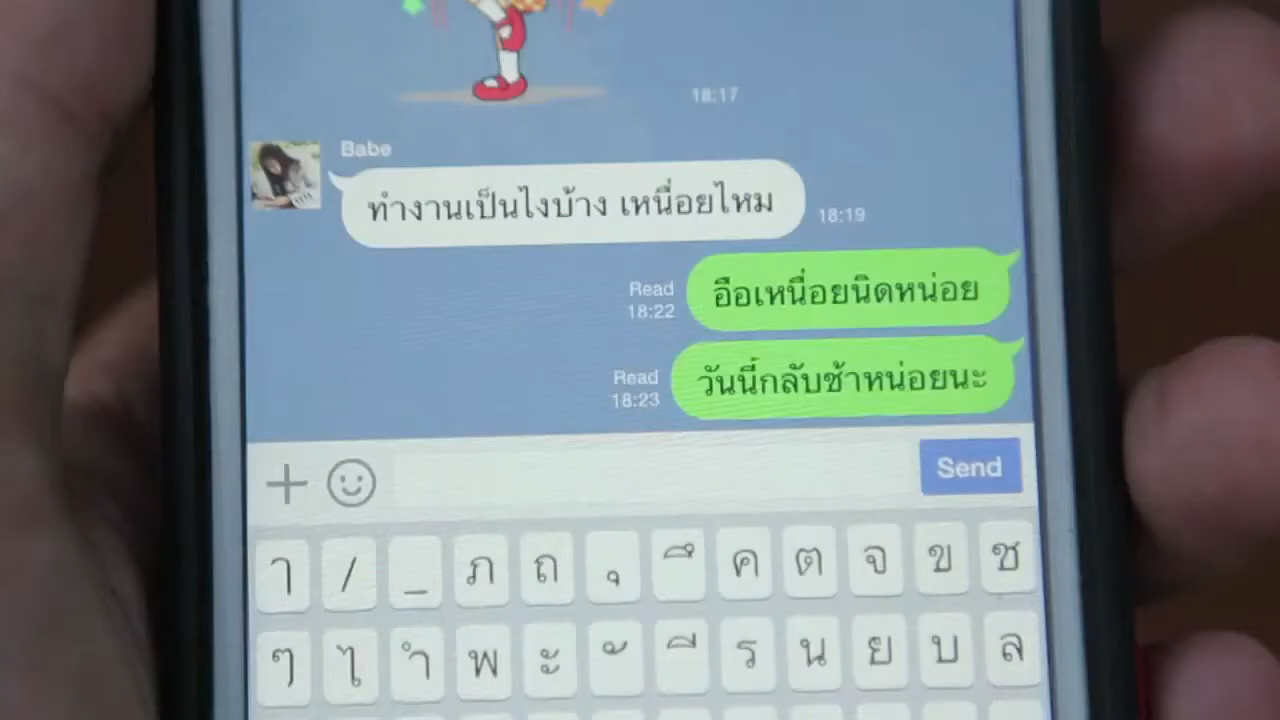 18:17
Babe
ทำงานเป็นไงบ้าง เหนื่อยไหม
18:19
อือเหนื่อยนิดหน่อย
Read
18:22
วันนี้กลับช้าหน่อยนะ
Read
18:23
Send
า / _ ภ ถ ุ ึ ค ต จ ข ช
ๆ ไ ำ พ ะ ั ี ร น ย บ ล